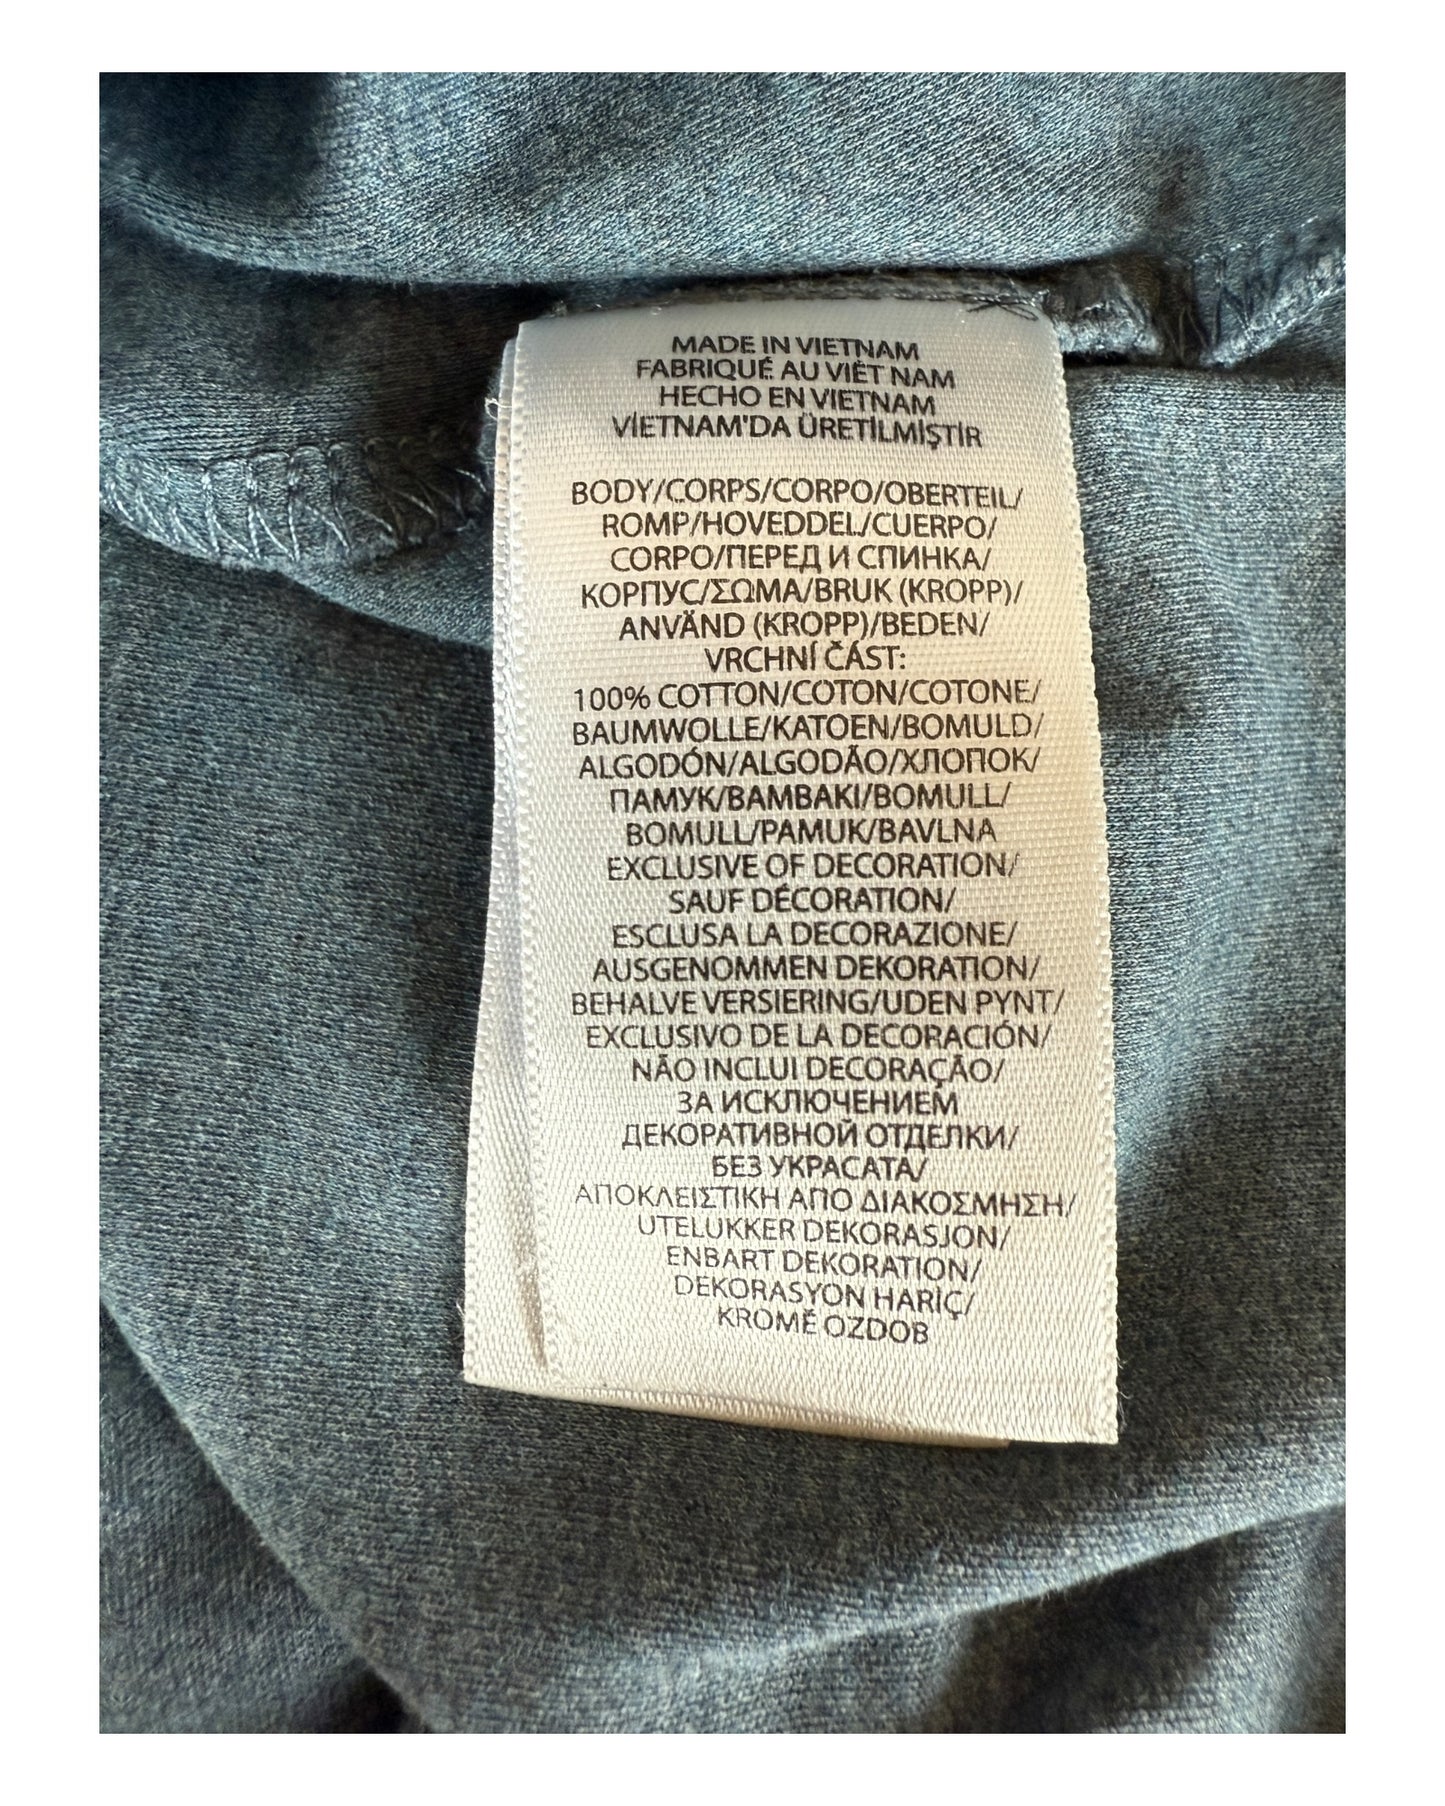 MADE IN VIETNAM
FABRIQUÉ AU VIÊT NAM
HECHO EN VIETNAM
VİETNAM'DA ÜRETİLMİŞTİR
BODY/CORPS/CORPO/OBERTEIL/
ROMP/HOVEDDEL/CUERPO/
CORPO/ПЕРЕД И СПИНКА/
КОРПУС/ΣΩΜΑ/BRUK (KROPP)/
ANVÄND (KROPP)/BEDEN/
VRCHNÍ ČÁST:
100% COTTON/COTON/COTONE/
BAUMWOLLE/KATOEN/BOMULD/
ALGODÓN/ALGODÃO/ХЛОПОК/
ПАМУК/ΒΑΜΒΑΚΙ/BOMULL/
BOMULL/PAMUK/BAVLNA
EXCLUSIVE OF DECORATION/
SAUF DÉCORATION/
ESCLUSA LA DECORAZIONE/
AUSGENOMMEN DEKORATION/
BEHALVE VERSIERING/UDEN PYNT/
EXCLUSIVO DE LA DECORACIÓN/
NÃO INCLUI DECORAÇÃO/
ЗА ИСКЛЮЧЕНИЕМ
ДЕКОРАТИВНОЙ ОТДЕЛКИ/
БЕЗ УКРАСАТА/
ΑΠΟΚΛΕΙΣΤΙΚΗ ΑΠΟ ΔΙΑΚΟΣΜΗΣΗ/
UTELUKKER DEKORASJON/
ENBART DEKORATION/
DEKORASYON HARİÇ/
KROMĚ OZDOB